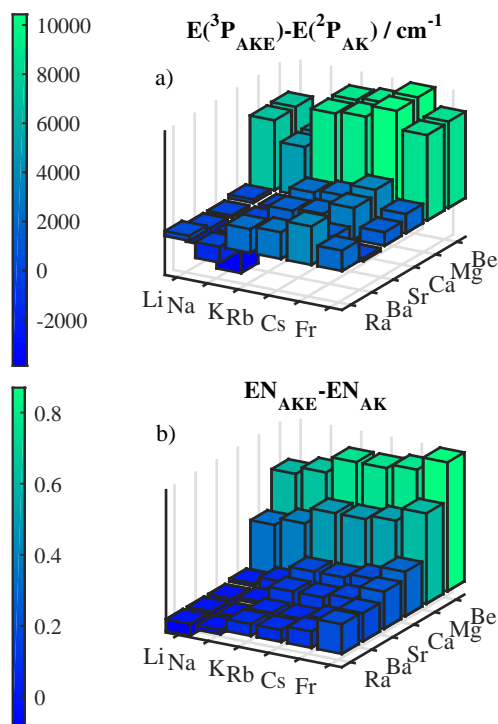 E(³P_AKE)-E(²P_AK) / cm⁻¹
a)
10000
8000
6000
4000
2000
0
-2000
Li Na K Rb Cs Fr
Ra Ba Sr Ca Mg Be
EN_AKE-EN_AK
b)
0.8
0.4
0.2
0
Li Na K Rb Cs Fr
Ra Ba Sr Ca Mg Be